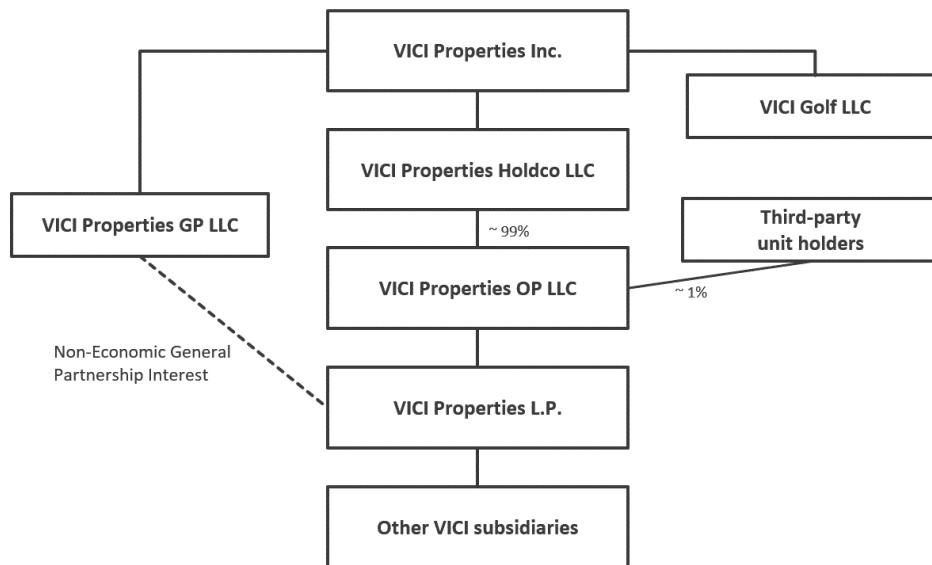 VICI Properties Inc.
VICI Golf LLC
VICI Properties Holdco LLC
VICI Properties GP LLC
Third-party
unit holders
~ 99%
VICI Properties OP LLC
~ 1%
Non-Economic General
Partnership Interest
VICI Properties L.P.
Other VICI subsidiaries